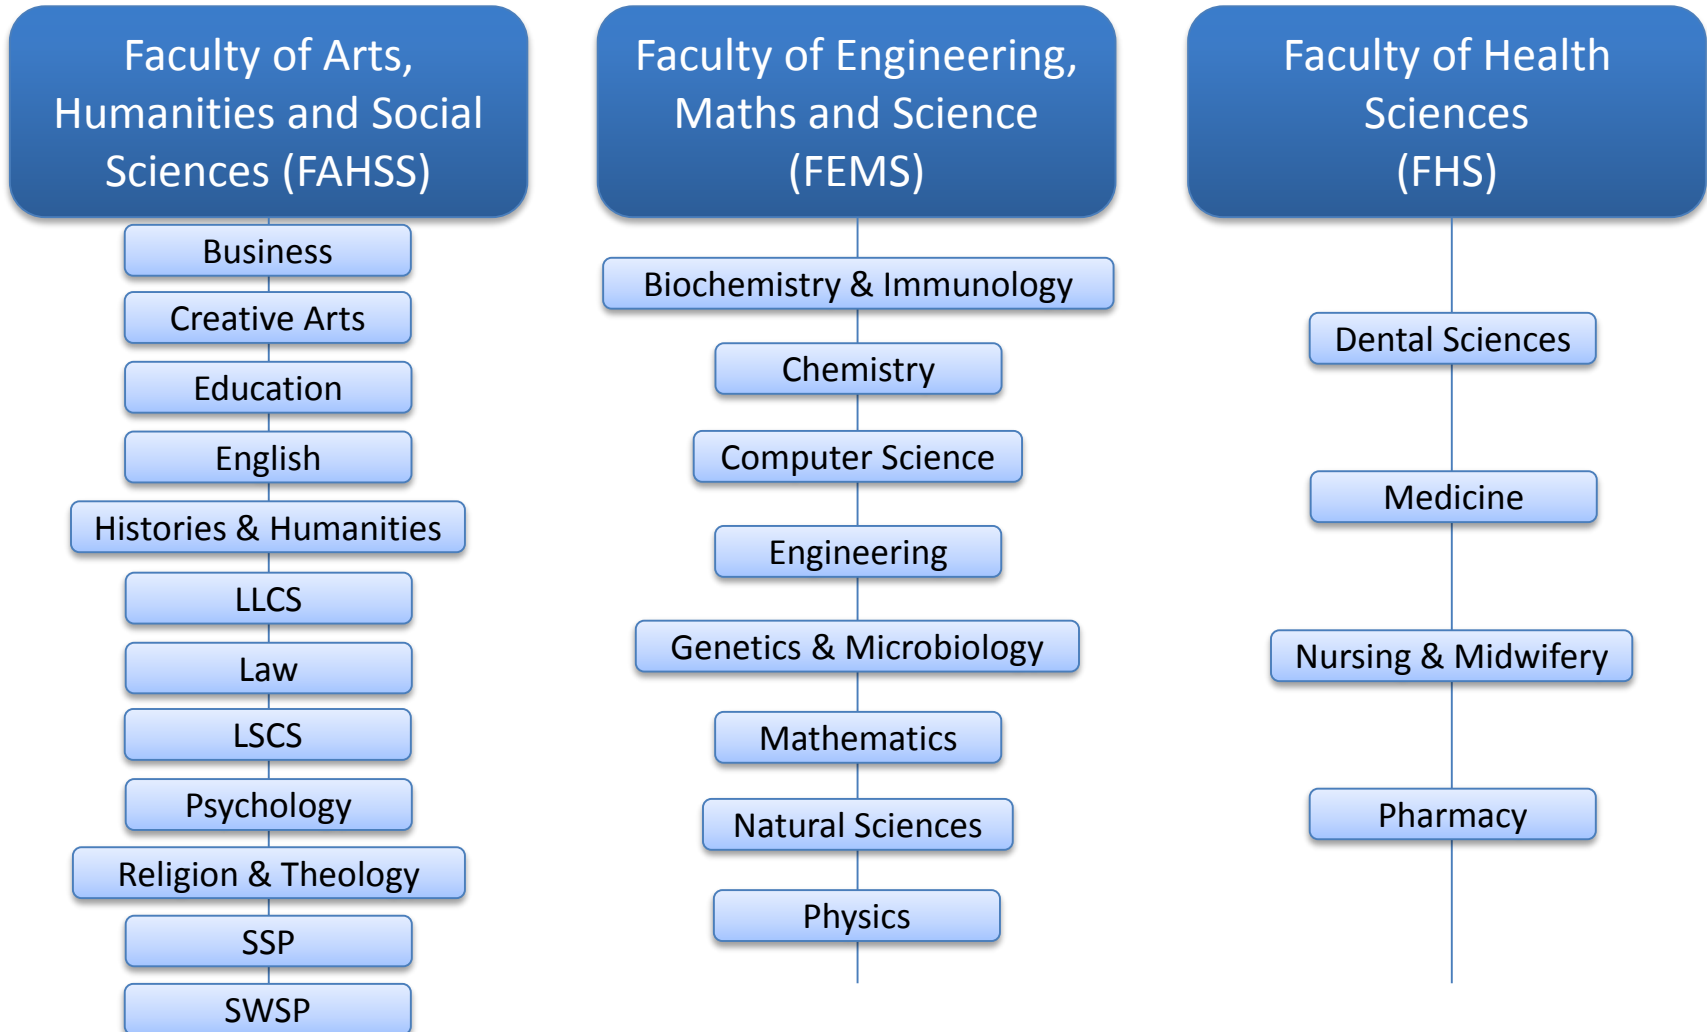 Faculty of Arts,
Humanities and Social
Sciences (FAHSS)
Business
Creative Arts
Education
English
Histories & Humanities
LLCS
Law
LSCS
Psychology
Religion & Theology
SSP
SWSP
Faculty of Engineering,
Maths and Science
(FEMS)
Biochemistry & Immunology
Chemistry
Computer Science
Engineering
Genetics & Microbiology
Mathematics
Natural Sciences
Physics
Faculty of Health
Sciences
(FHS)
Dental Sciences
Medicine
Nursing & Midwifery
Pharmacy